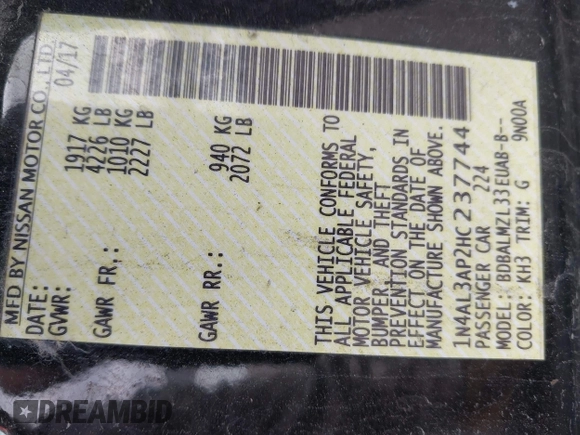 MFD BY NISSAN MOTOR CO., LTD
DATE: 04/17
GVWR: 1917 KG
4226 LB
GAWR FR,: 1010 KG
2227 LB
GAWR RR.: 940 KG
2072 LB
THIS VEHICLE CONFORMS TO
ALL APPLICABLE FEDERAL
MOTOR VEHICLE SAFETY,
BUMPER, AND THEFT
PREVENTION STANDARDS IN
EFFECT ON THE DATE OF
MANUFACTURE SHOWN ABOVE.
1N4AL3AP2HC237744
PASSENGER CAR 224
MODEL: BDBALMZL33EUAB-B--
COLOR: KH3 TRIM: G 9N00A
DREAMBID